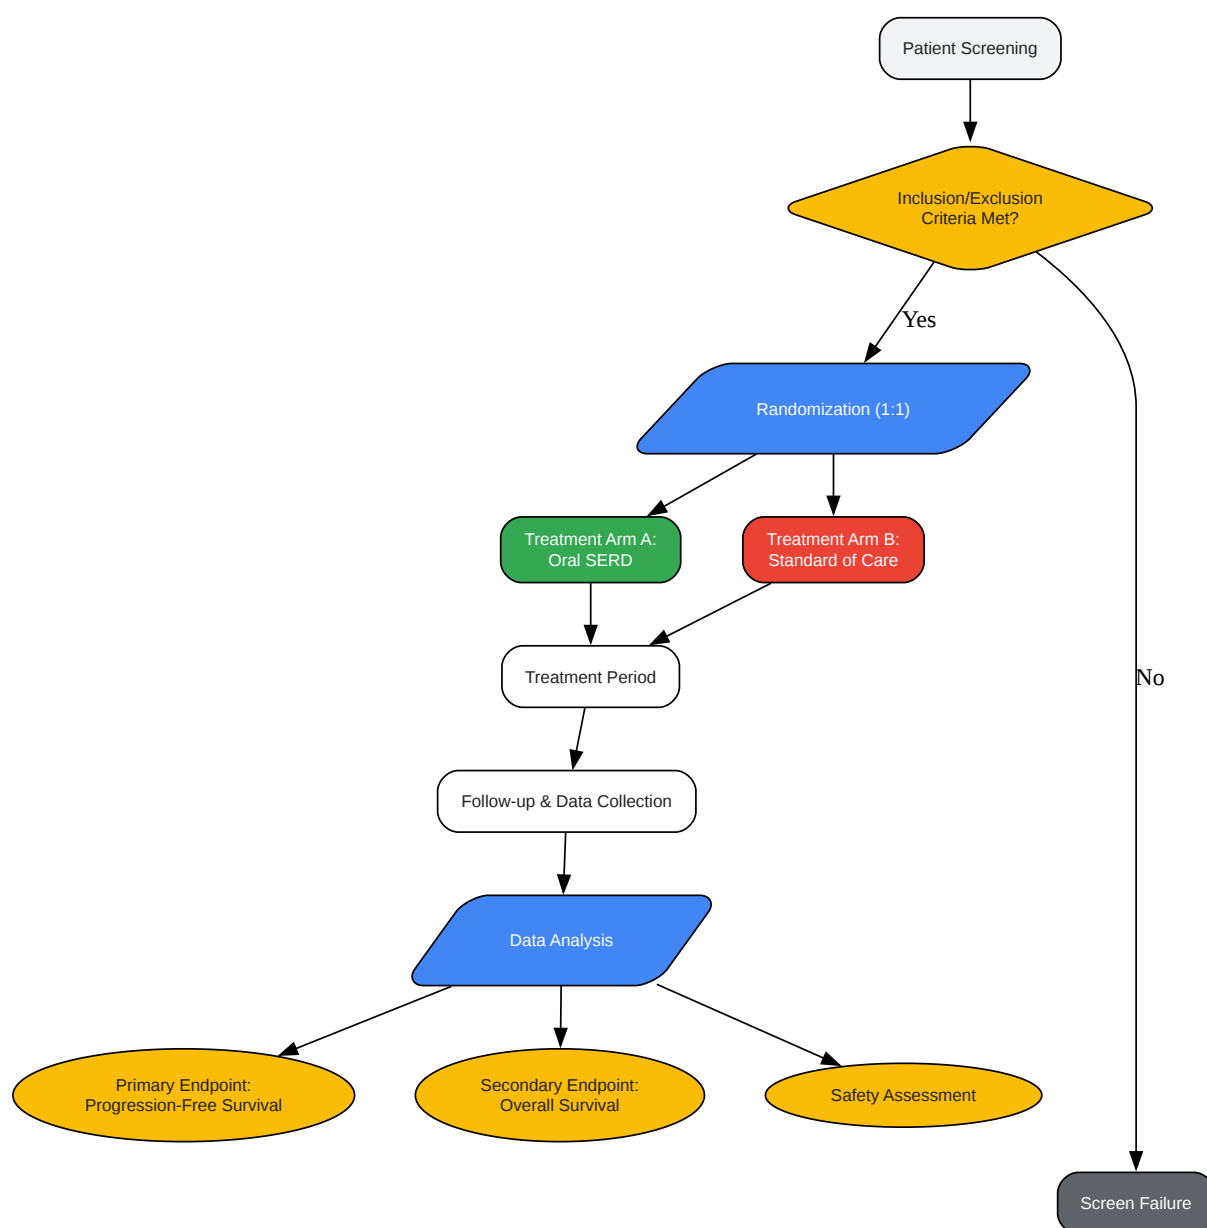 Patient Screening
Inclusion/Exclusion
Criteria Met?
Yes
Randomization (1:1)
Treatment Arm A:
Oral SERD
Treatment Arm B:
Standard of Care
Treatment Period
No
Follow-up & Data Collection
Data Analysis
Primary Endpoint:
Progression-Free Survival
Secondary Endpoint:
Overall Survival
Safety Assessment
Screen Failure